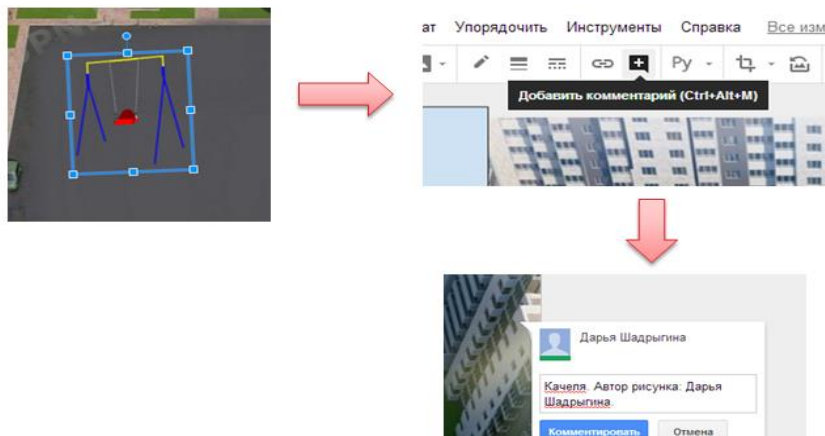 ат Упорядочить Инструменты Справка Все изм
Ру
Добавить комментарий (Ctrl+Alt+M)
Дарья Шадрыгина
Качеля. Автор рисунка: Дарья
Шадрыгина.
Комментировать Отмена